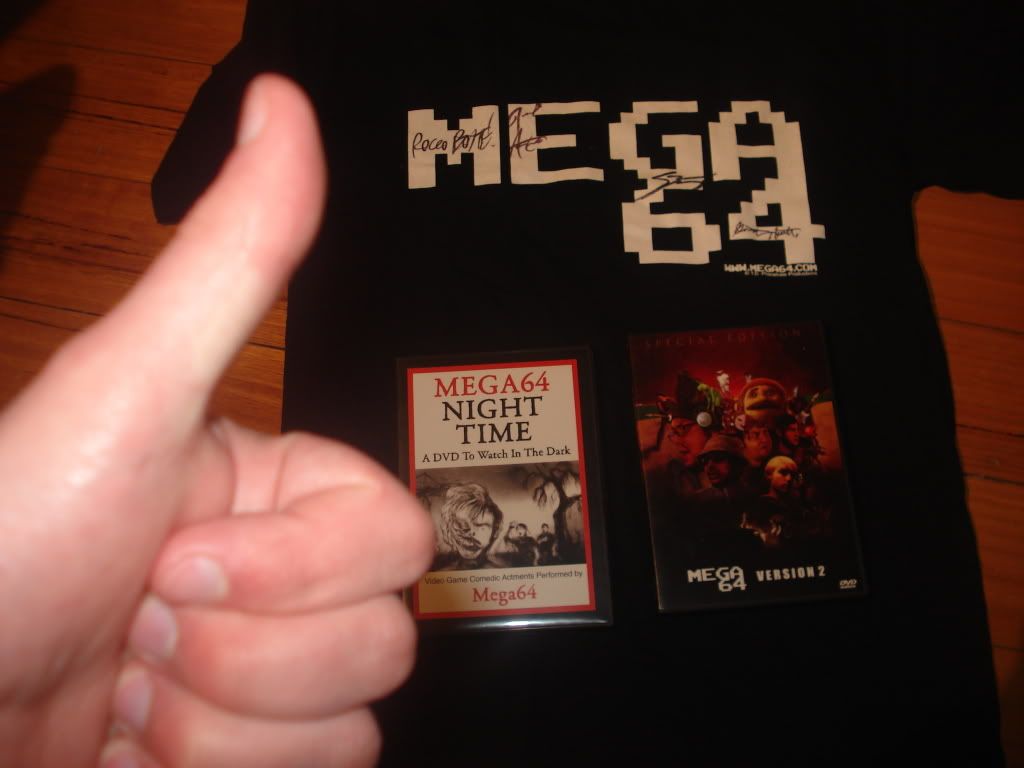 MEGA
64
ROCCO BOTTE
WWW.MEGA64.COM
MEGA64
NIGHT
TIME
A DVD To Watch In The Dark
Video Game Comedic Actments Performed by
Mega64
SPECIAL EDITION
MEGA
64
VERSION 2
DVD